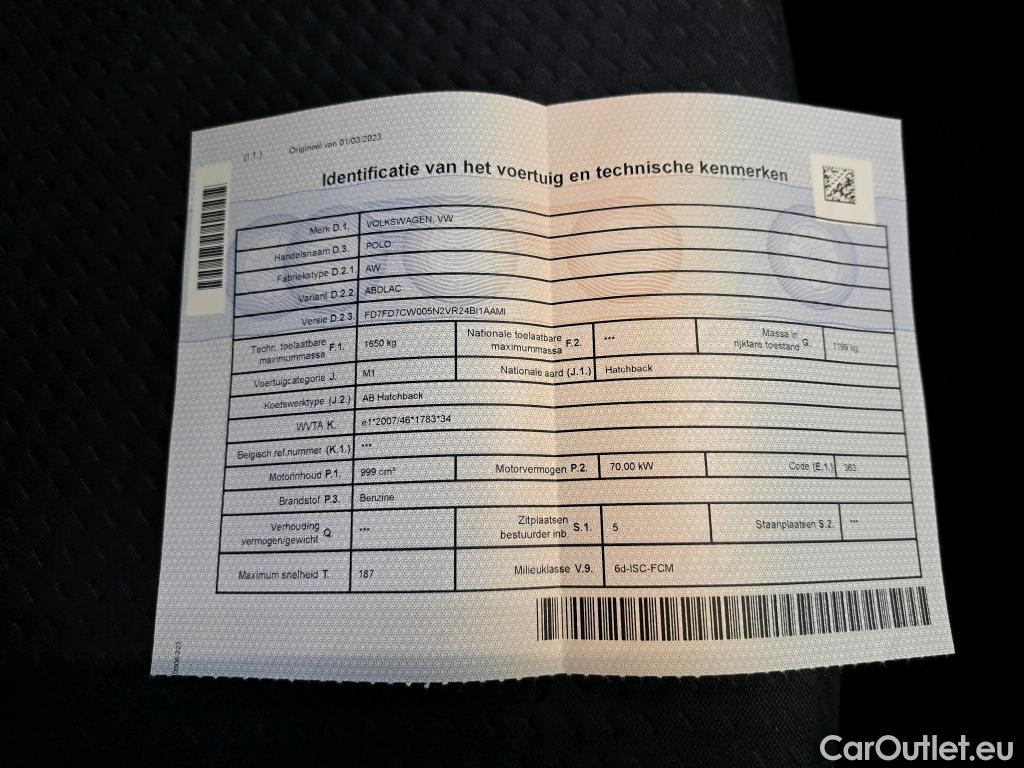 (I.1.) Origineel van 01/03/2023
Identificatie van het voertuig en technische kenmerken
Merk D.1. VOLKSWAGEN, VW
Handelsnaam D.3. POLO
Fabriekstype D.2.1. AW
Variant D.2.2. ABDLAC
Versie D.2.3. FD7FD7CW005N2VR24BI1AAMI
Techn. toelaatbare maximummassa F.1. 1650 kg Nationale toelaatbare maximummassa F.2. *** Massa in rijklare toestand G. 1199 kg
Voertuigcategorie J. M1 Nationale aard (J.1.) Hatchback
Koetswerktype (J.2.) AB Hatchback
WVTA K. e1*2007/46*1783*34
Belgisch ref.nummer (K.1.) ***
Motorinhoud P.1. 999 cm³ Motorvermogen P.2. 70.00 kW Code (E.1.) 363
Brandstof P.3. Benzine
Verhouding vermogen/gewicht Q. *** Zitplaatsen bestuurder inb. S.1. 5 Staanplaatsen S.2. ***
Maximum snelheid T. 187 Milieuklasse V.9. 6d-ISC-FCM
CarOutlet.eu